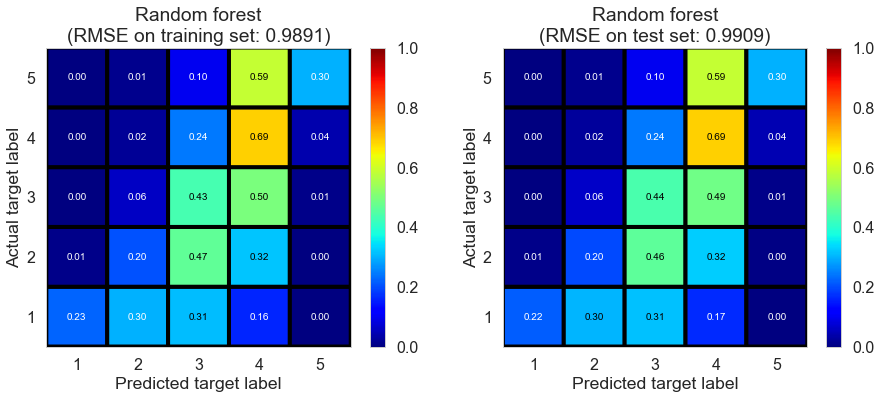 Random forest
(RMSE on training set: 0.9891)
Actual target label
5 0.00 0.01 0.10 0.59 0.30
4 0.00 0.02 0.24 0.69 0.04
3 0.00 0.06 0.43 0.50 0.01
2 0.01 0.20 0.47 0.32 0.00
1 0.23 0.30 0.31 0.16 0.00
1 2 3 4 5
Predicted target label
1.0
0.8
0.6
0.4
0.2
0.0
Random forest
(RMSE on test set: 0.9909)
Actual target label
5 0.00 0.01 0.10 0.59 0.30
4 0.00 0.02 0.24 0.69 0.04
3 0.00 0.06 0.44 0.49 0.01
2 0.01 0.20 0.46 0.32 0.00
1 0.22 0.30 0.31 0.17 0.00
1 2 3 4 5
Predicted target label
1.0
0.8
0.6
0.4
0.2
0.0